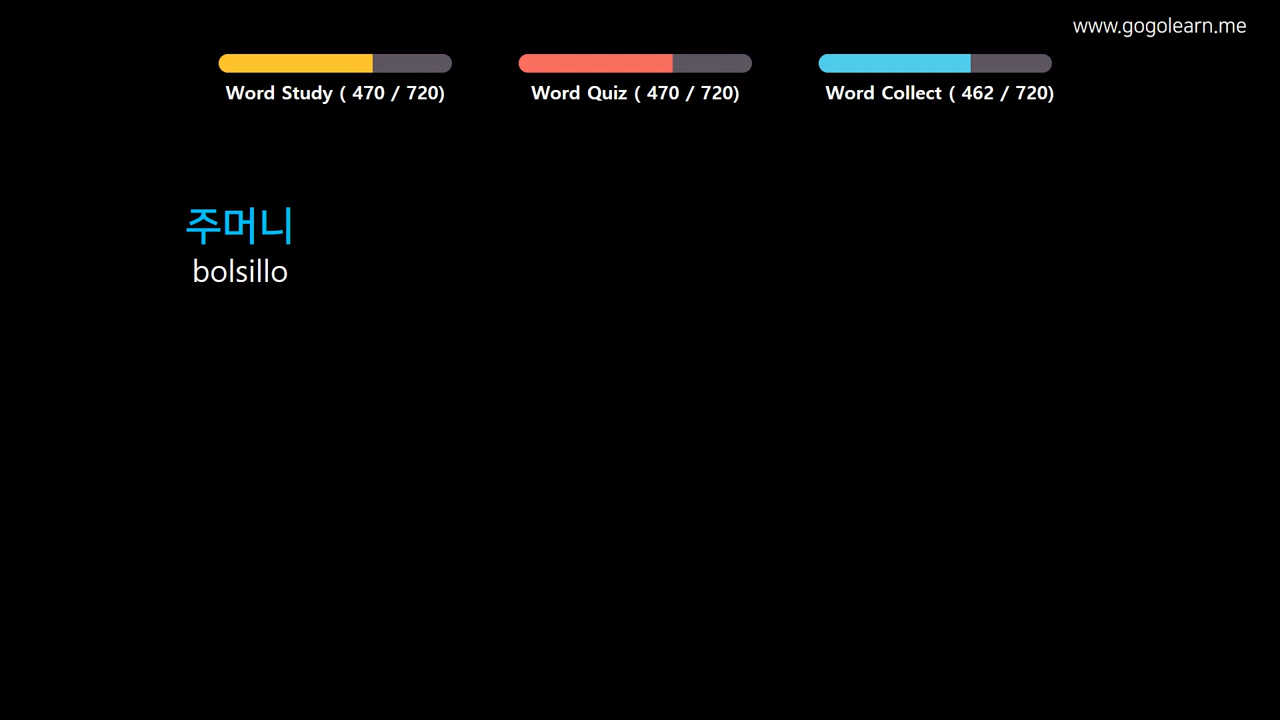 www.gogolearn.me
Word Study ( 470 / 720)
Word Quiz ( 470 / 720)
Word Collect ( 462 / 720)
주머니
bolsillo